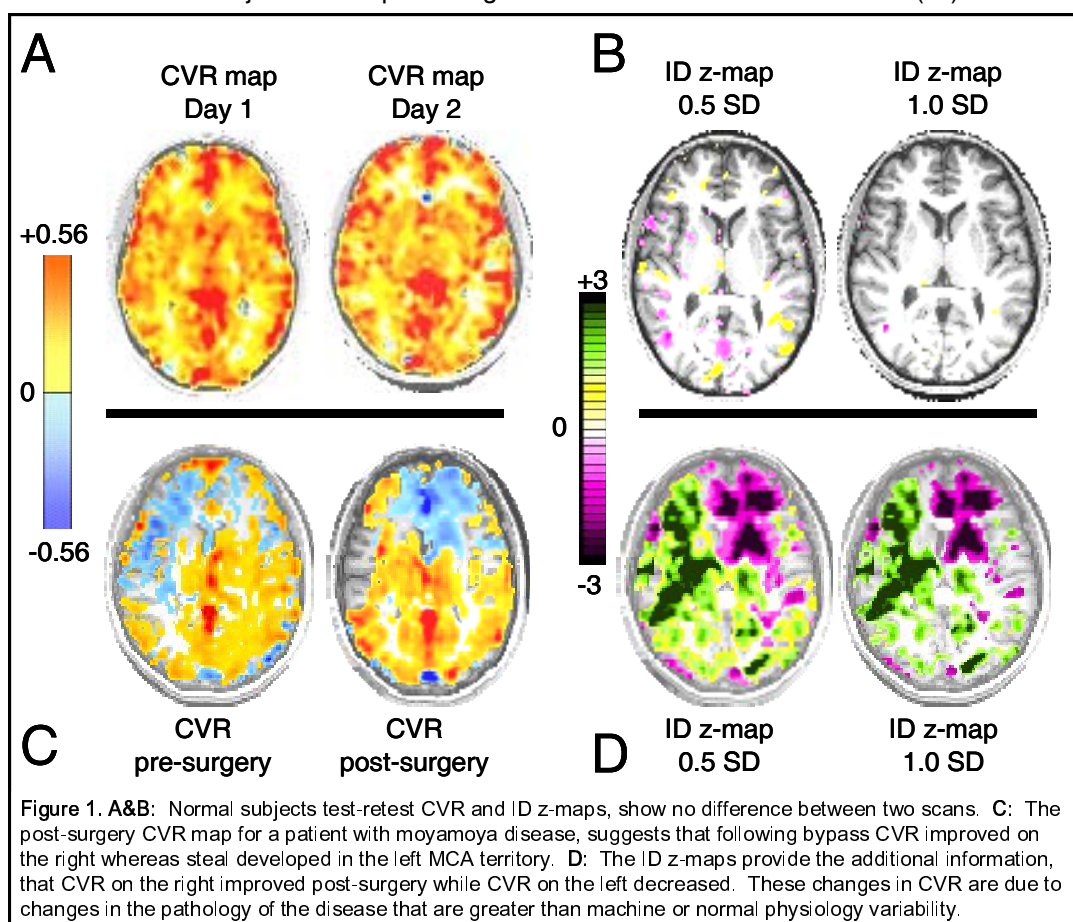 A
CVR map
Day 1
CVR map
Day 2
B
ID z-map
0.5 SD
ID z-map
1.0 SD
+0.56
0
-0.56
+3
0
-3
C
CVR
pre-surgery
CVR
post-surgery
D
ID z-map
0.5 SD
ID z-map
1.0 SD
Figure 1. A&B: Normal subjects test-retest CVR and ID z-maps, show no difference between two scans. C: The
post-surgery CVR map for a patient with moyamoya disease, suggests that following bypass CVR improved on
the right whereas steal developed in the left MCA territory. D: The ID z-maps provide the additional information,
that CVR on the right improved post-surgery while CVR on the left decreased. These changes in CVR are due to
changes in the pathology of the disease that are greater than machine or normal physiology variability.